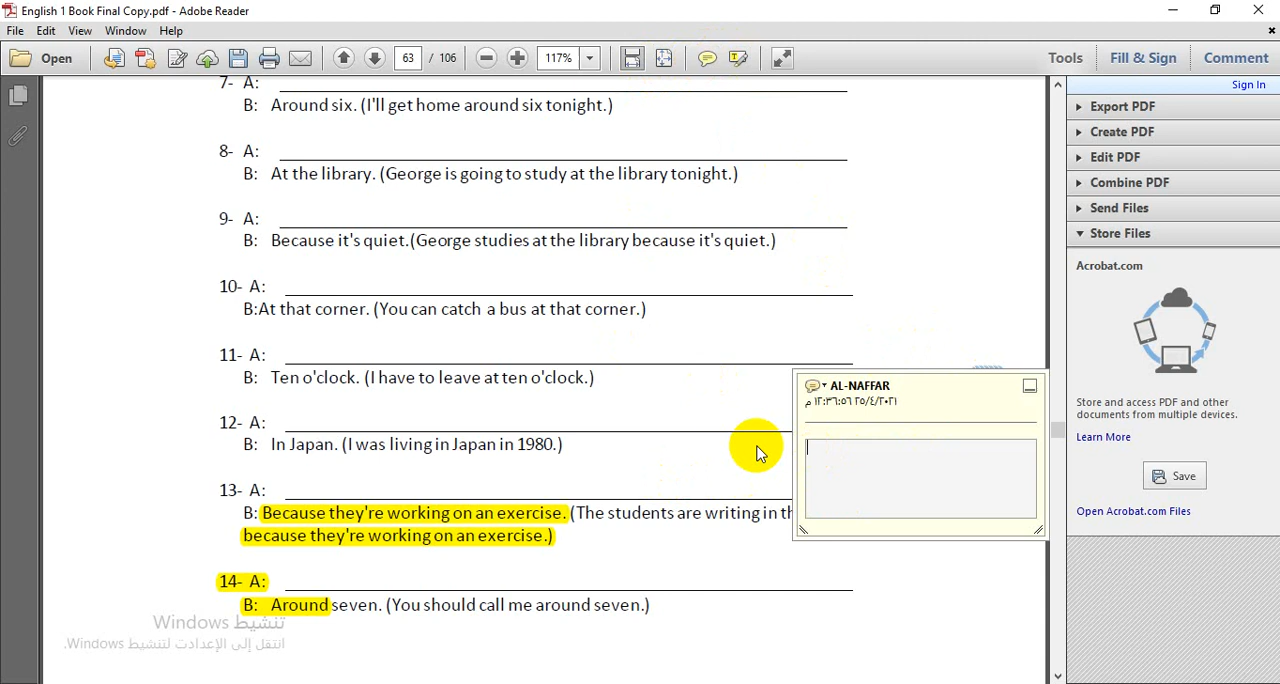 English 1 Book Final Copy.pdf - Adobe Reader
File Edit View Window Help
Open 63 / 106 117% Tools Fill & Sign Comment
Sign In
Export PDF
Create PDF
Edit PDF
Combine PDF
Send Files
Store Files
Acrobat.com
Store and access PDF and other
documents from multiple devices.
Learn More
Save
Open Acrobat.com Files
7- A:
B: Around six. (I'll get home around six tonight.)
8- A:
B: At the library. (George is going to study at the library tonight.)
9- A:
B: Because it's quiet.(George studies at the library because it's quiet.)
10- A:
B:At that corner. (You can catch a bus at that corner.)
11- A:
B: Ten o'clock. (I have to leave at ten o'clock.)
12- A:
B: In Japan. (I was living in Japan in 1980.)
13- A:
B: Because they're working on an exercise. (The students are writing in th
because they're working on an exercise.)
14- A:
B: Around seven. (You should call me around seven.)
AL-NAFFAR
٢٥/٤/٢٠٢١ ١٢:٣٦:٥٦ م
تنشيط Windows
انتقل إلى الإعدادت لتنشيط Windows.